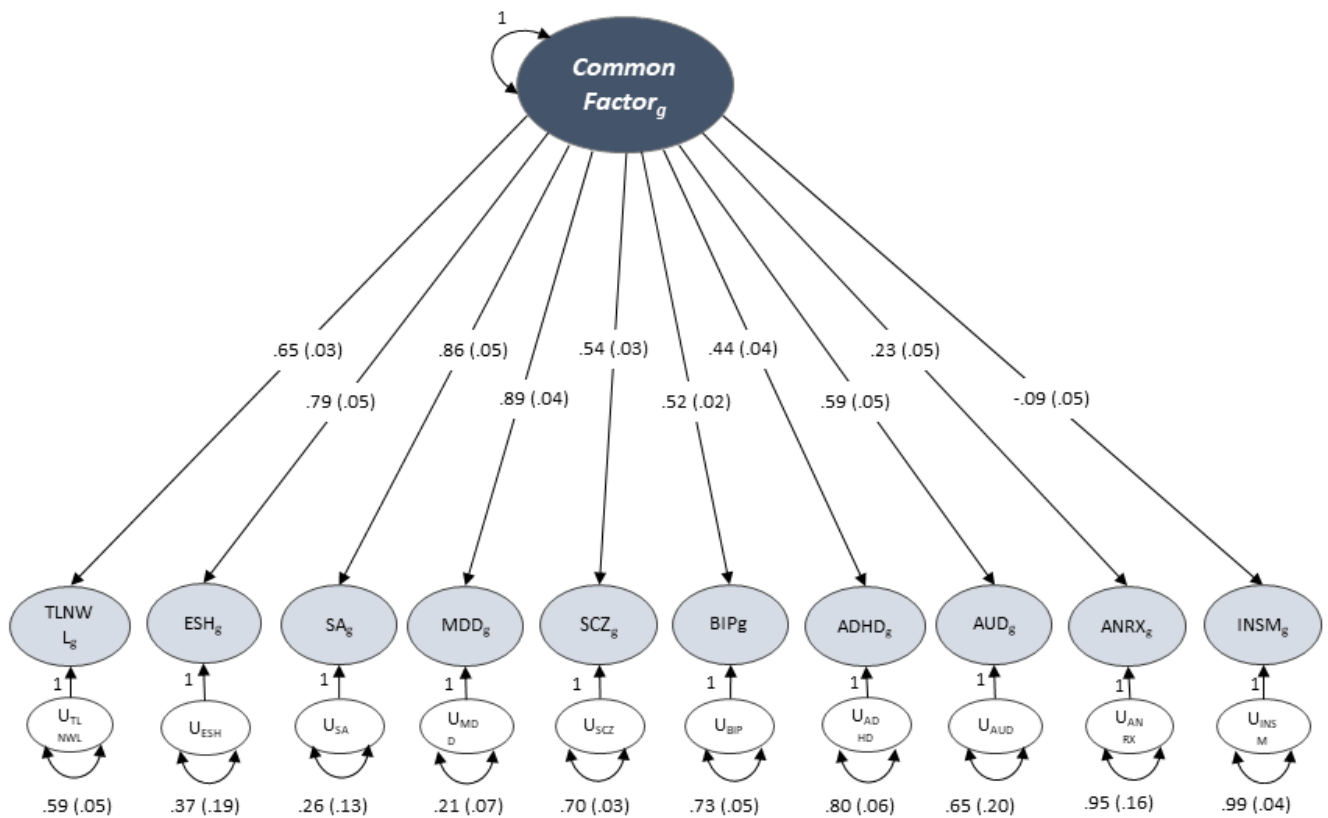 1
Common
Factorg
.65 (.03)
.86 (.05)
.54 (.03)
.44 (.04)
.23 (.05)
.79 (.05)
.89 (.04)
.52 (.02)
.59 (.05)
-.09 (.05)
TLNW
Lg
ESHg
SAg
MDDg
SCZg
BIPg
ADHDg
AUDg
ANRXg
INSMg
1 1 1 1 1 1 1 1 1 1
UTL
NWL
UESH
USA
UMD
D
USCZ
UBIP
UAD
HD
UAUD
UAN
RX
UINS
M
.59 (.05)
.37 (.19)
.26 (.13)
.21 (.07)
.70 (.03)
.73 (.05)
.80 (.06)
.65 (.20)
.95 (.16)
.99 (.04)